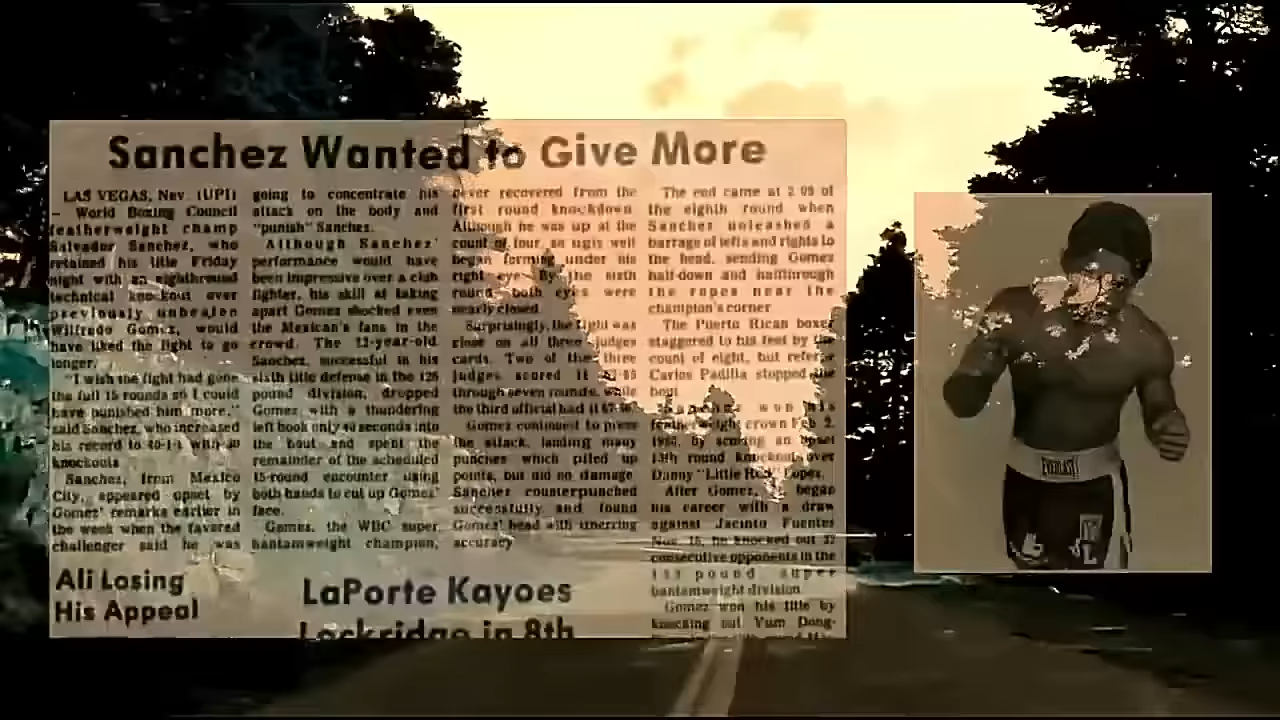 Sanchez Wanted to Give More
LAS VEGAS, Nev. (UPI)
— World Boxing Council
featherweight champ
Salvador Sanchez, who
retained his title Friday
night with an eighthround
technical knockout over
previously unbeaten
Wilfredo Gomez, would
have liked the fight to go
longer.
"I wish the fight had gone
the full 15 rounds so I could
have punished him more,"
said Sanchez, who increased
his record to
knockouts
Sanchez, from Mexico
City, appeared upset by
Gomez' remarks earlier in
the week when the favored
challenger said he was
going to concentrate his
attack on the body and
"punish" Sanchez.
Although Sanchez'
performance would have
been impressive over a club
fighter, his skill at taking
apart Gomez shocked even
the Mexican's fans in the
crowd. The
Sanchez, successful in his
sixth title defense in the 126
pound division, dropped
Gomez with a thundering
left hook only 40 seconds into
the bout and spent the
remainder of the scheduled
15-round encounter using
both hands to cut up Gomez'
face.
Gomez, the WBC super
bantamweight champion,
never recovered from the
first round knockdown
Although he was up at the
count of four, an ugly welt
began forming under his
right eye. By the sixth
round both eyes were
nearly closed.
Surprisingly, the fight was
close on all three judges
cards. Two of the three
judges scored it
through seven rounds, while
the third official had it
Gomez continued to press
the attack, landing many
punches which piled up
points, but did no damage
Sanchez counterpunched
successfully and found
Gomez' head with unerring
accuracy
The end came at 2 09 of
the eighth round when
Sanchez unleashed a
barrage of lefts and rights to
the head, sending Gomez
half-down and halfthrough
the ropes near the
champion's corner
The Puerto Rican boxer
staggered to his feet by the
count of eight, but referee
Carlos Padilla stopped the
bout
Sanchez won his
featherweight crown Feb 2,
1980, by scoring an upset
13th round knockout over
Danny "Little Red" Lopez.
After Gomez, began
his career with a draw
against Jacinto Fuentes
Nov 15, he knocked out 32
consecutive opponents in the
pound super
bantamweight division
Gomez won his title by
knocking out Yum Dong-
Ali Losing
His Appeal
LaPorte Kayoes
Lockridge in 8th
EVERLAST